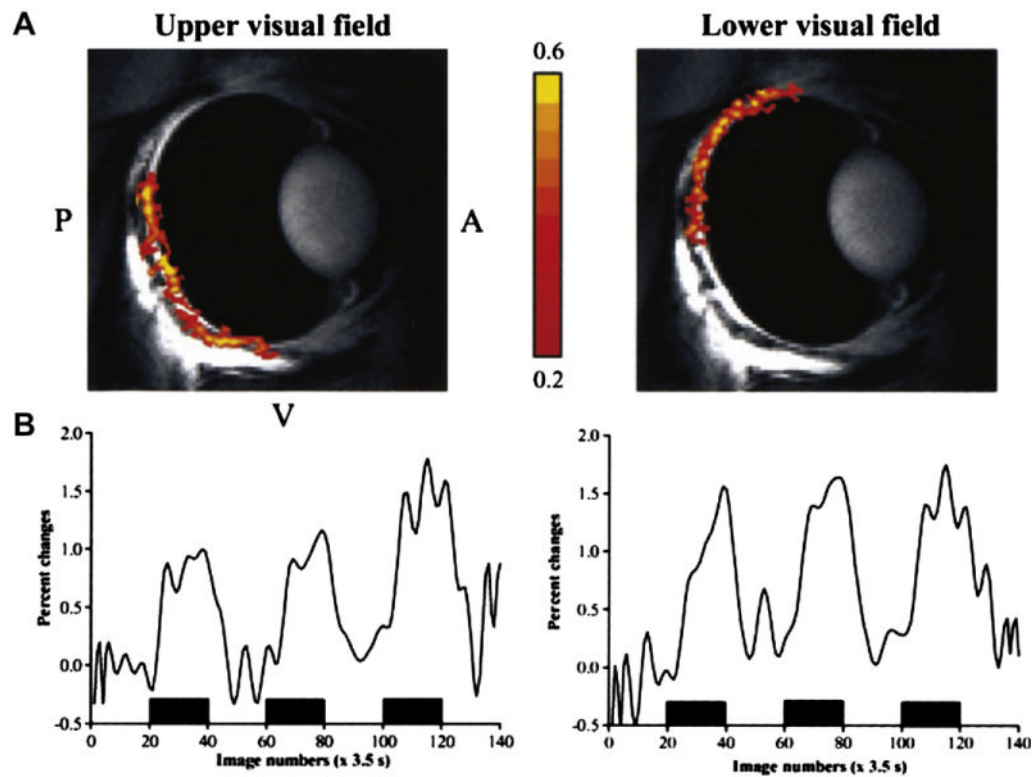 A
Upper visual field
Lower visual field
0.6
P
A
0.2
V
B
2.0
1.5
1.0
0.5
0.0
-0.5
Percent changes
0 20 40 60 80 100 120 140
Image numbers (x 3.5 s)
2.0
1.5
1.0
0.5
0.0
-0.5
Percent changes
0 20 40 60 80 100 120 140
Image numbers (x 3.5 s)